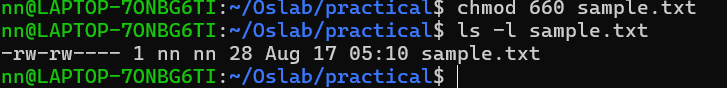 nn@LAPTOP-7ONBG6TI:~/Oslab/practical$ chmod 660 sample.txt
nn@LAPTOP-7ONBG6TI:~/Oslab/practical$ ls -l sample.txt
-rw-rw---- 1 nn nn 28 Aug 17 05:10 sample.txt
nn@LAPTOP-7ONBG6TI:~/Oslab/practical$